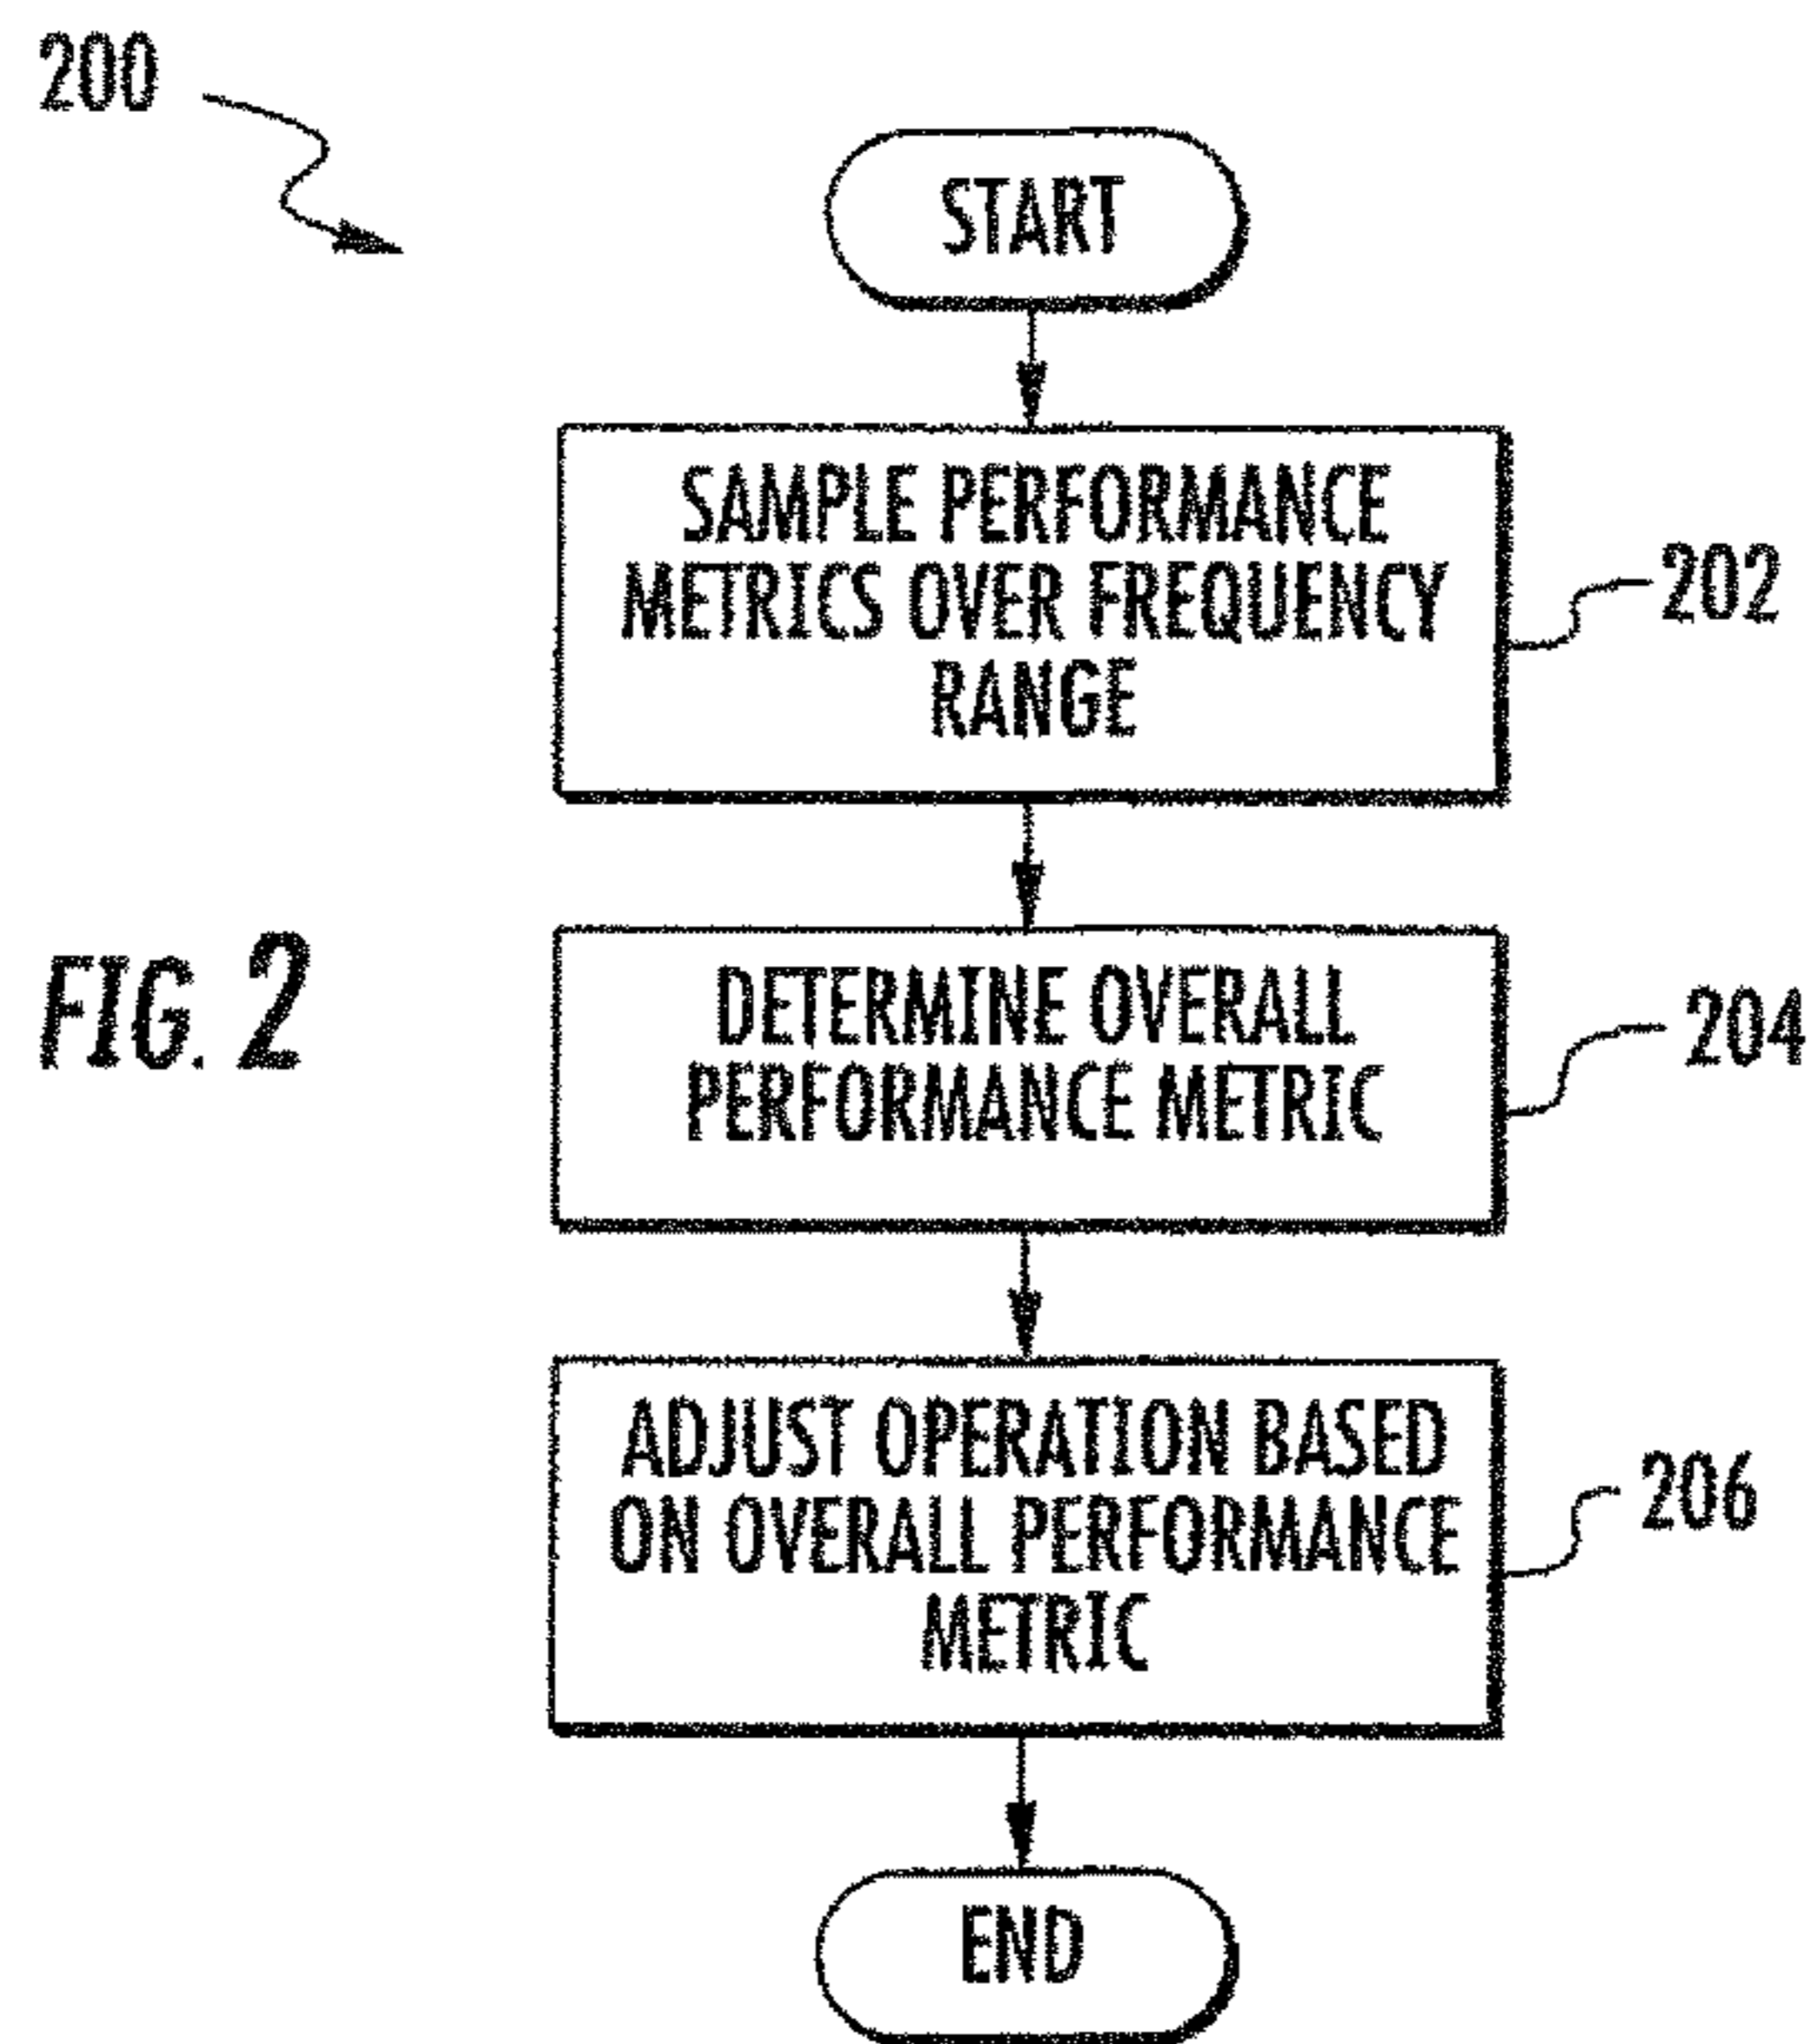 200
START
SAMPLE PERFORMANCE
METRICS OVER FREQUENCY
RANGE
202
FIG. 2
DETERMINE OVERALL
PERFORMANCE METRIC
204
ADJUST OPERATION BASED
ON OVERALL PERFORMANCE
METRIC
206
END